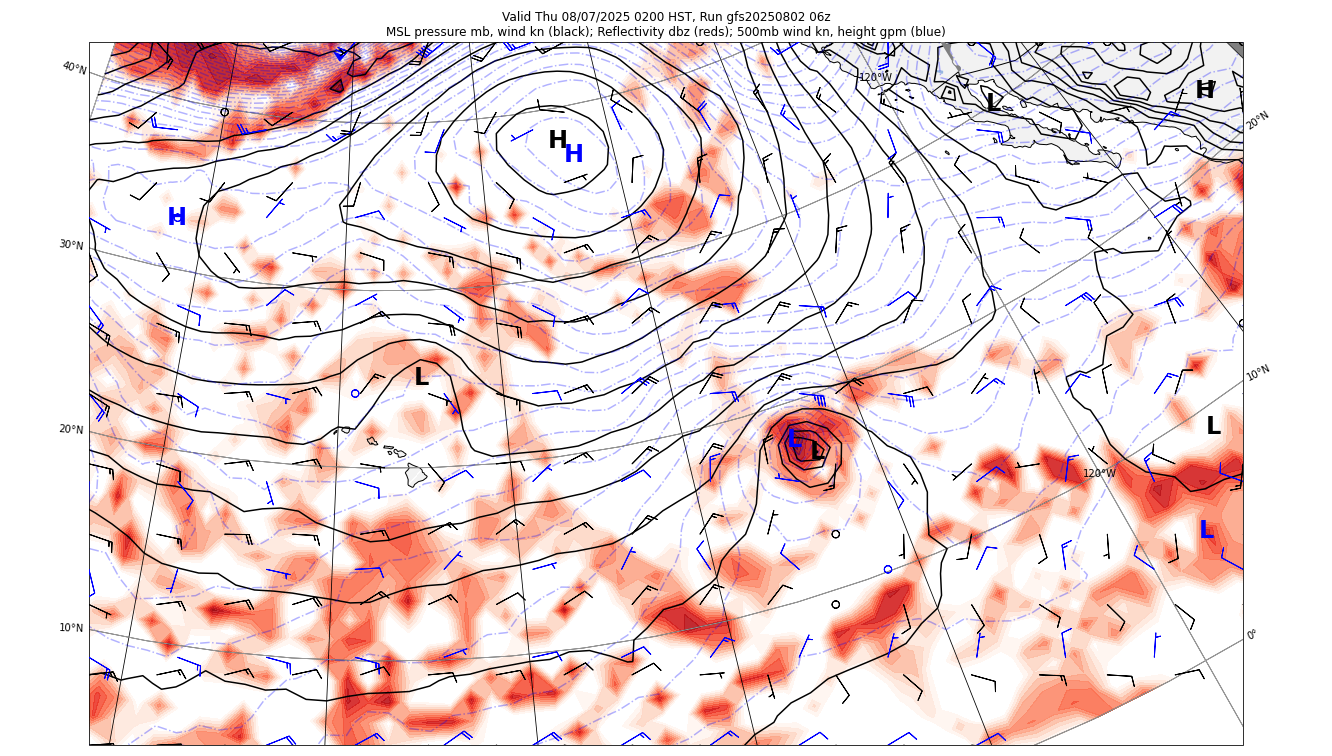 Valid Thu 08/07/2025 0200 HST, Run gfs20250802 06z
MSL pressure mb, wind kn (black); Reflectivity dbz (reds); 500mb wind kn, height gpm (blue)
40°N
120°W
H
L
20°N
H
H
H
30°N
L
10°N
20°N
L
L
L
120°W
L
10°N
0°